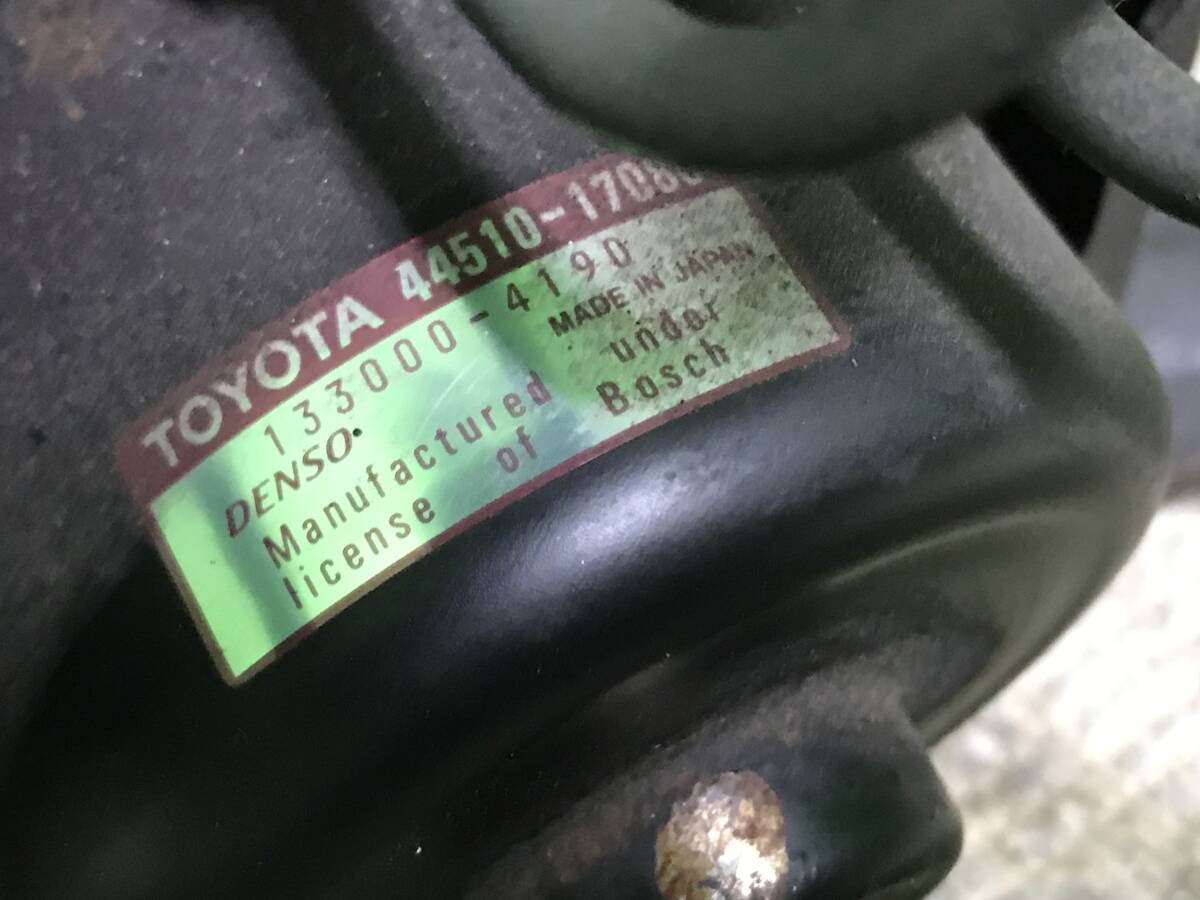 TOYOTA 44510-1708
133000-4190
DENSO MADE IN JAPAN
Manufactured under
license of Bosch